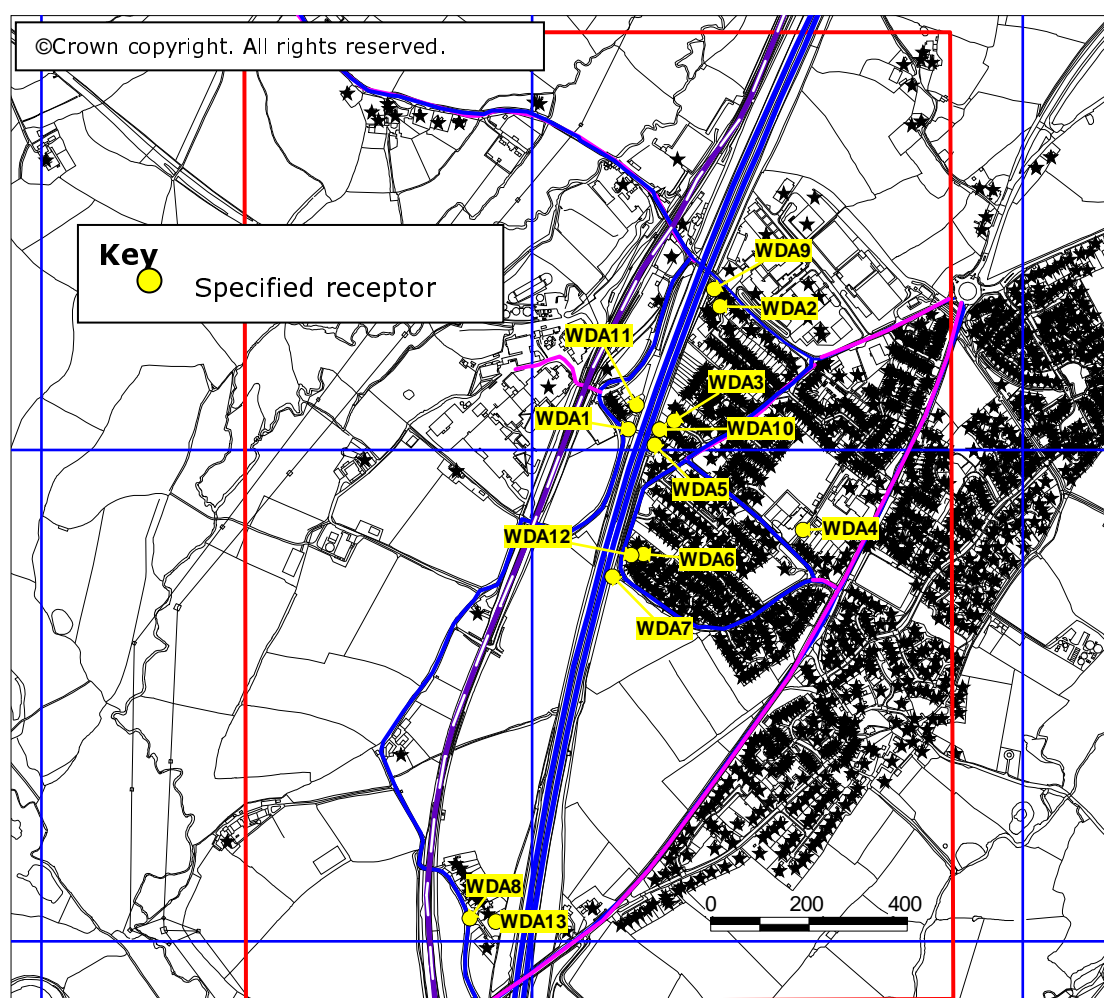 ©Crown copyright. All rights reserved.
Key
Specified receptor
WDA9
WDA2
WDA11
WDA3
WDA1
WDA10
WDA5
WDA4
WDA12
WDA6
WDA7
WDA8
WDA13
0 200 400